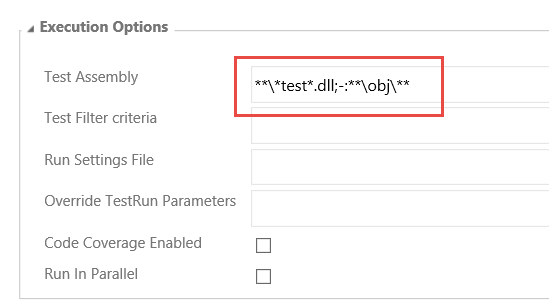 Execution Options
Test Assembly
**\*test*.dll;-:**\obj\**
Test Filter criteria
Run Settings File
Override TestRun Parameters
Code Coverage Enabled
Run In Parallel